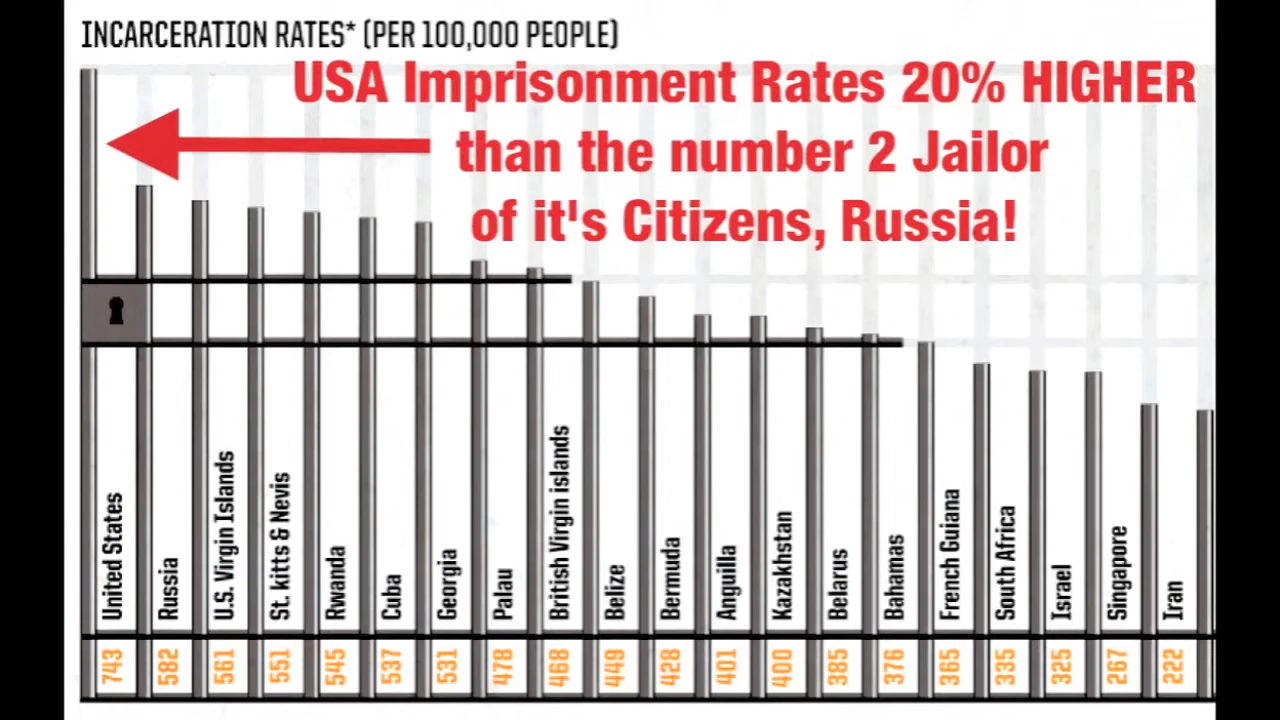 INCARCERATION RATES* (PER 100,000 PEOPLE)
USA Imprisonment Rates 20% HIGHER
than the number 2 Jailor
of it's Citizens, Russia!
United States
Russia
U.S. Virgin Islands
St. kitts & Nevis
Rwanda
Cuba
Georgia
Palau
British Virgin islands
Belize
Bermuda
Anguilla
Kazakhstan
Belarus
Bahamas
French Guiana
South Africa
Israel
Singapore
Iran
743
582
561
551
545
537
531
478
468
449
428
401
400
385
376
365
335
325
267
222